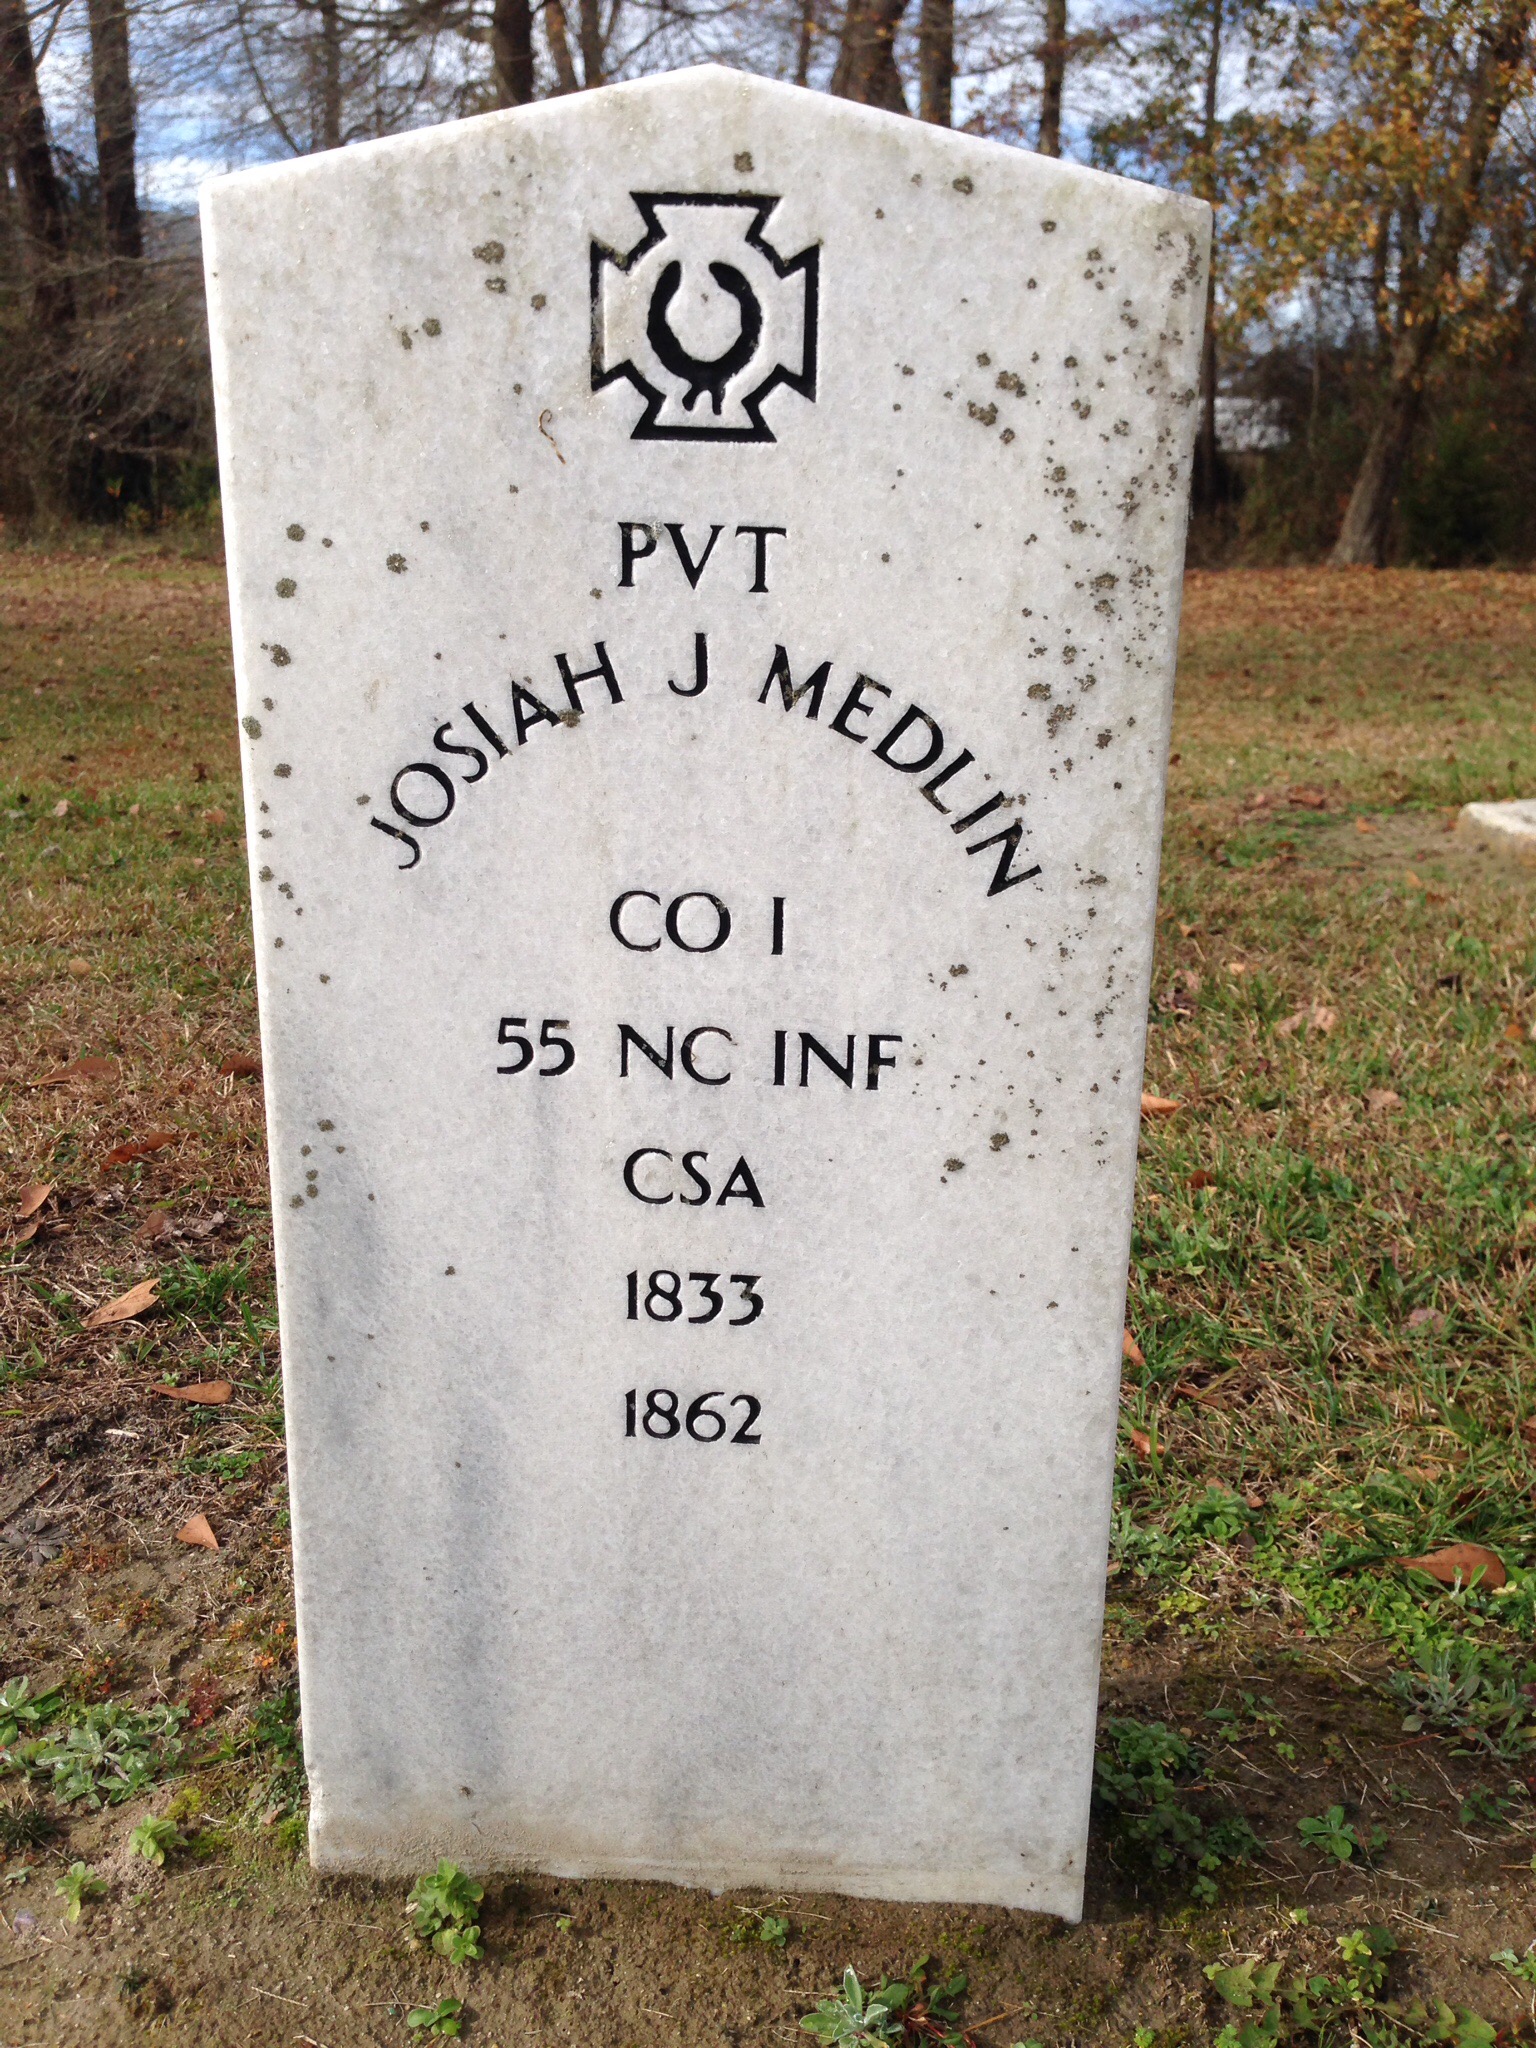 PVT
JOSIAH J MEDLIN
CO I
55 NC INF
CSA
1833
1862